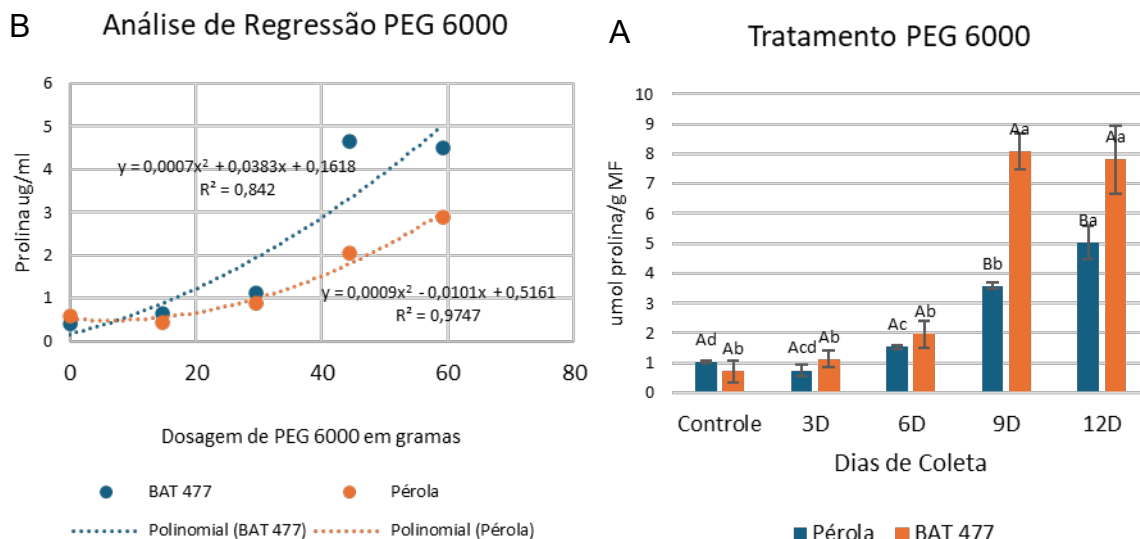 B
Análise de Regressão PEG 6000
Prolina ug/ml
6
5
4
3
2
1
0
y = 0,0007x² + 0,0383x + 0,1618
R² = 0,842
y = 0,0009x² - 0,0101x + 0,5161
R² = 0,9747
0 20 40 60 80
Dosagem de PEG 6000 em gramas
BAT 477 Pérola
Polinomial (BAT 477) Polinomial (Pérola)
A
Tratamento PEG 6000
umol prolina/g MF
10
9
8
7
6
5
4
3
2
1
0
Ad Ab Acd Ab Ac Ab Bb Aa Ba Aa
Controle 3D 6D 9D 12D
Dias de Coleta
Pérola BAT 477